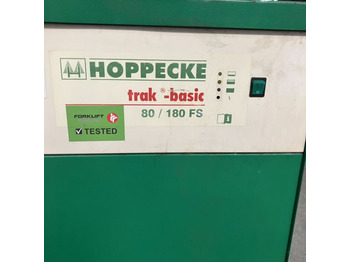 HOPPECKE
trak -basic
80 / 180 FS
FORKLIFT
TESTED